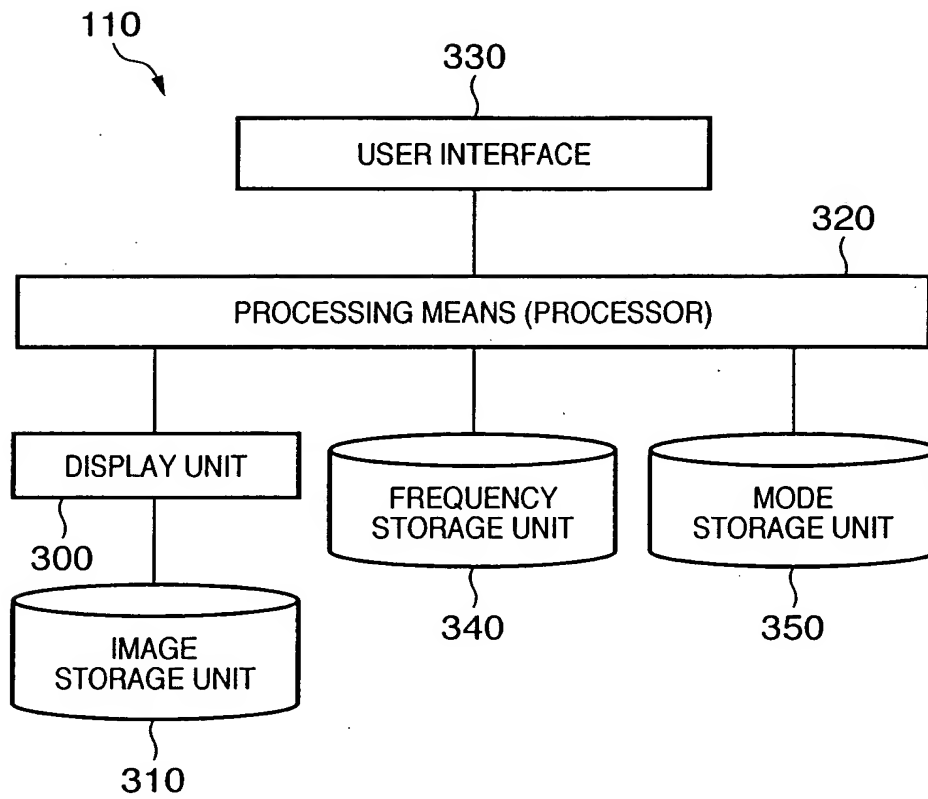 110
330
USER INTERFACE
320
PROCESSING MEANS (PROCESSOR)
DISPLAY UNIT
300
FREQUENCY
STORAGE UNIT
340
MODE
STORAGE UNIT
350
IMAGE
STORAGE UNIT
310